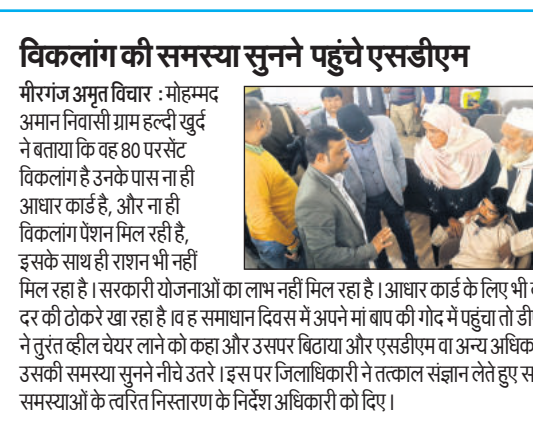 विकलांग की समस्या सुनने पहुंचे एसडीएम
मीरगंज अमृत विचार : मोहम्मद
अमान निवासी ग्राम हल्दी खुर्द
ने बताया कि वह 80 परसेंट
विकलांग है उनके पास ना ही
आधार कार्ड है, और ना ही
विकलांग पेंशन मिल रही है,
इसके साथ ही राशन भी नहीं
मिल रहा है। सरकारी योजनाओं का लाभ नहीं मिल रहा है। आधार कार्ड के लिए भी
दर की ठोकरे खा रहा है।व ह समाधान दिवस में अपने मां बाप की गोद में पहुंचा तो
ने तुरंत व्हील चेयर लाने को कहा और उसपर बिठाया और एसडीएम वा अन्य
उसकी समस्या सुनने नीचे उतरे। इस पर जिलाधिकारी ने तत्काल संज्ञान लेते हुए
समस्याओं के त्वरित निस्तारण के निर्देश अधिकारी को दिए।